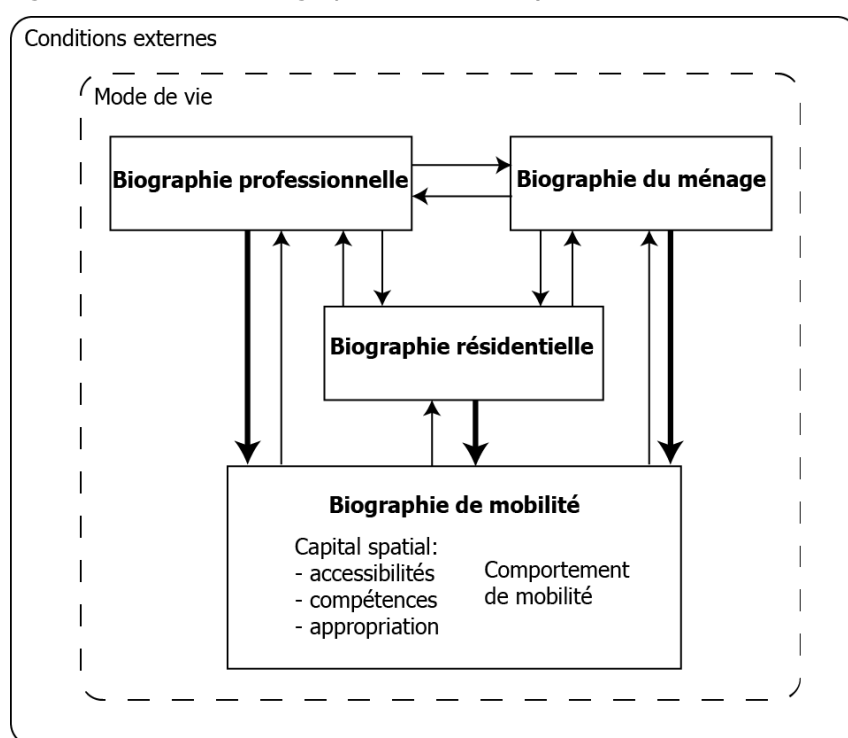 Conditions externes
Mode de vie
Biographie professionnelle
Biographie du ménage
Biographie résidentielle
Biographie de mobilité
Capital spatial:
- accessibilités
- compétences
- appropriation
Comportement
de mobilité